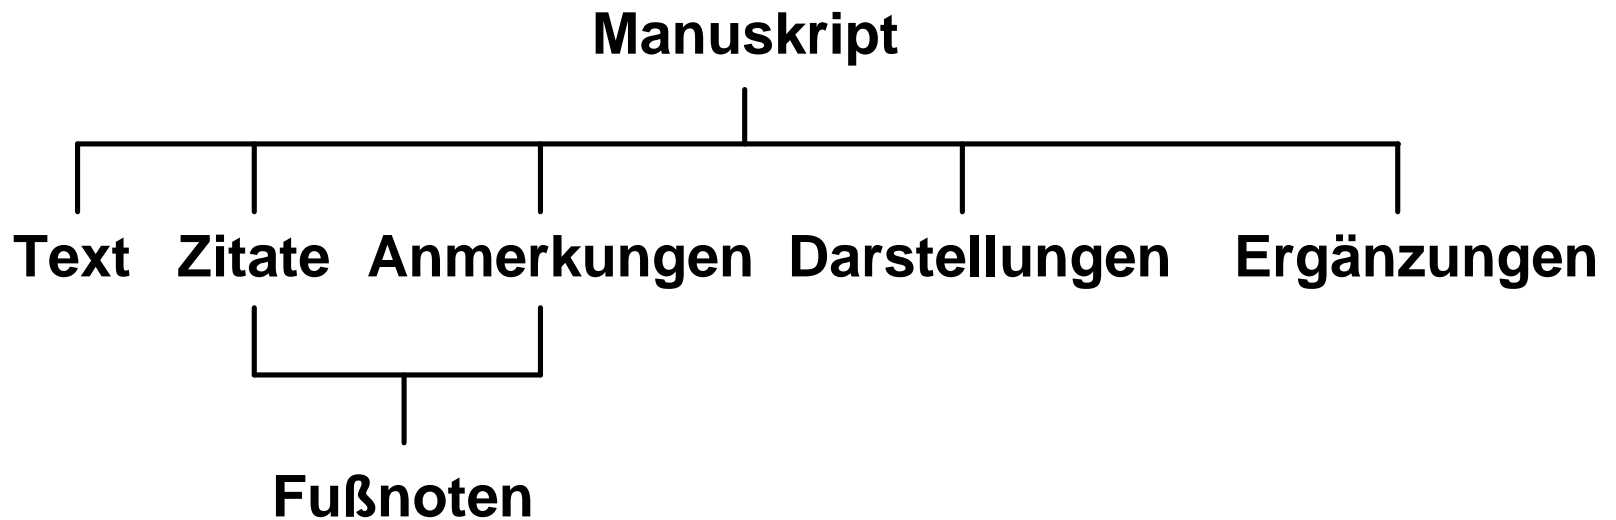 Manuskript
Text Zitate Anmerkungen Darstellungen Ergänzungen
Fußnoten